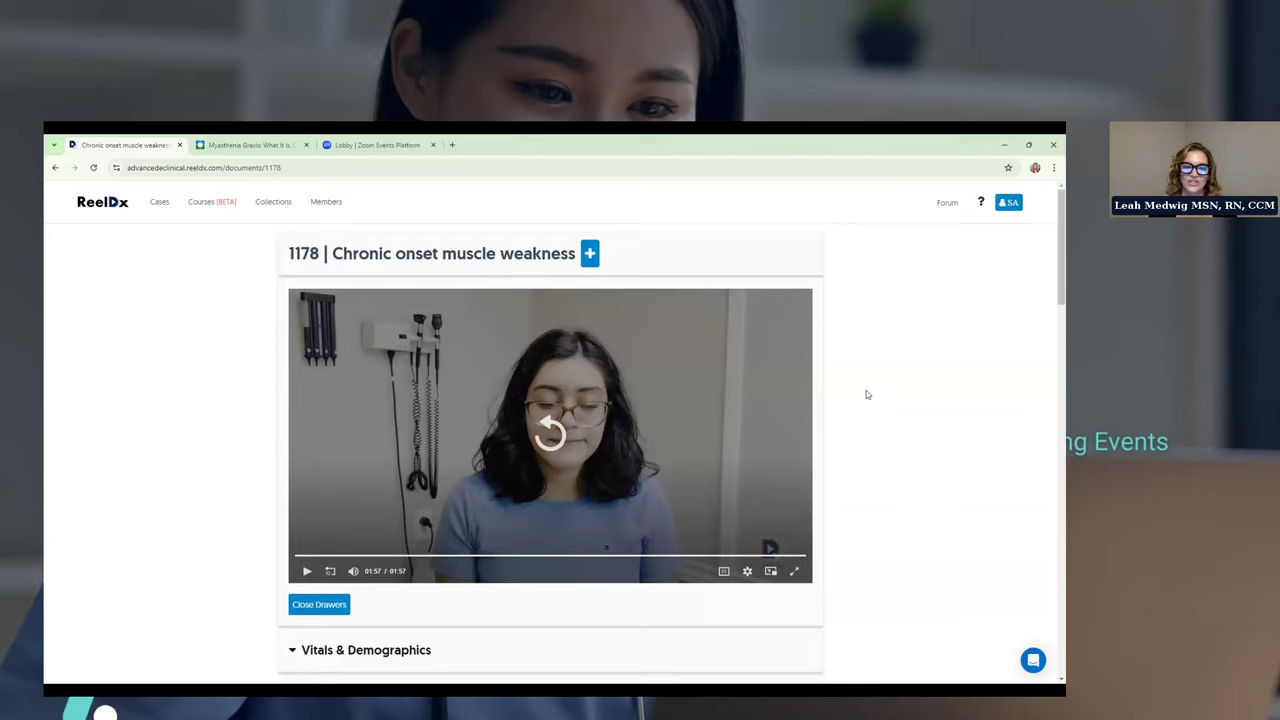 Chronic onset muscle weaknes
Myasthenia Gravis: What It Is, C
Lobby | Zoom Events Platform
advancedeclinical.reeldx.com/documents/1178
ReelDx
Cases
Courses [BETA]
Collections
Members
Forum
?
SA
1178 | Chronic onset muscle weakness +
01:57 / 01:57
Close Drawers
Vitals & Demographics
Leah Medwig MSN, RN, CCM
ng Events